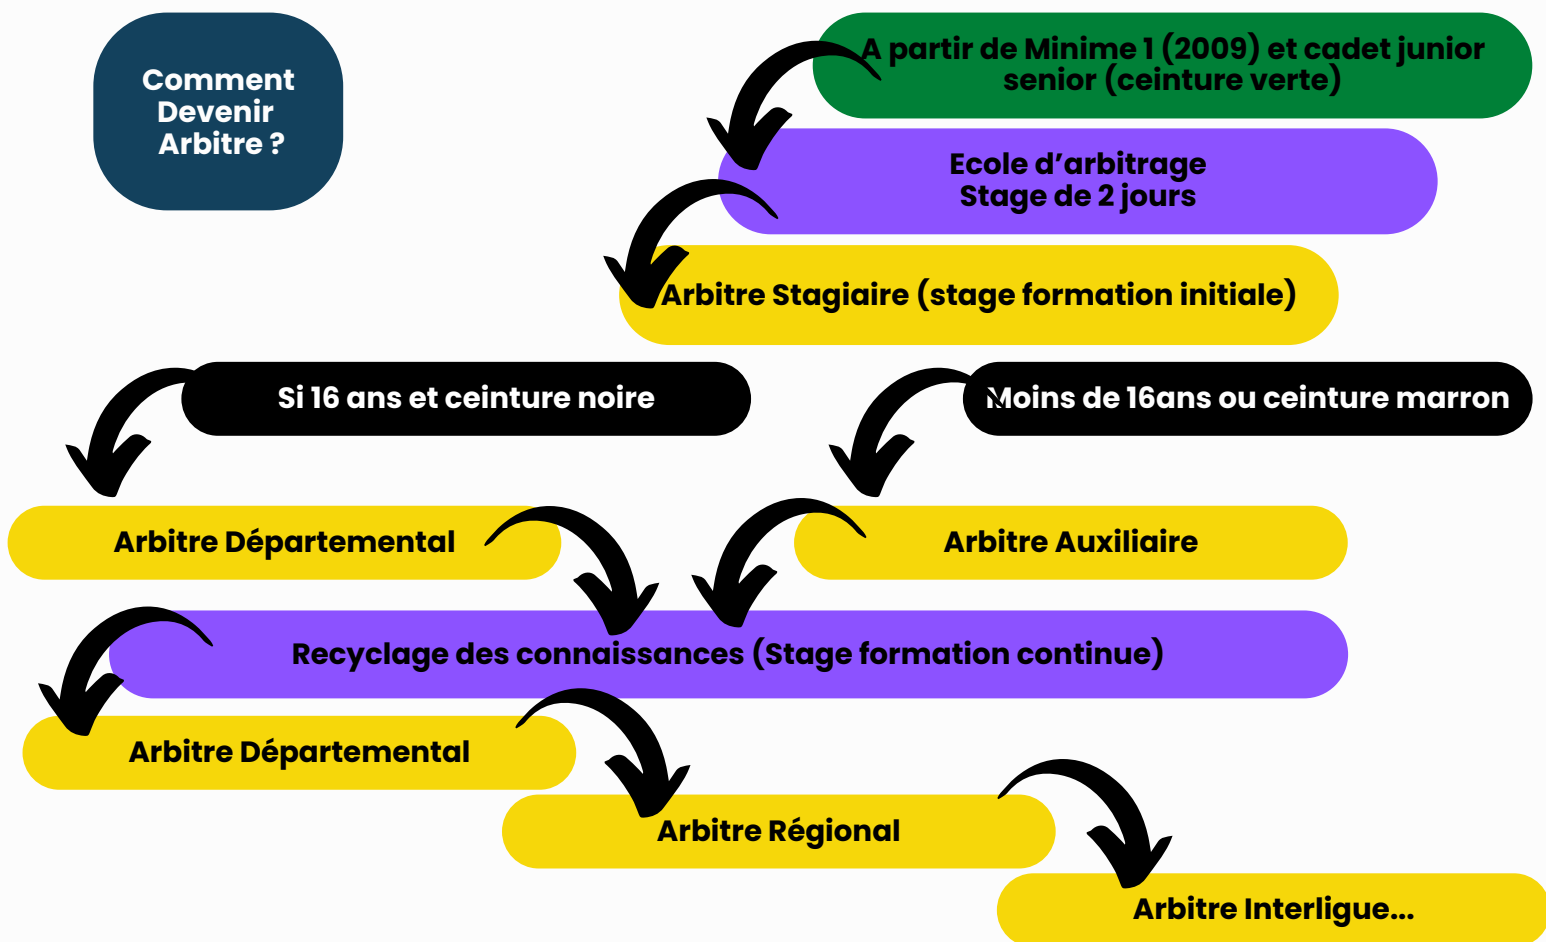 Comment
Devenir
Arbitre ?
A partir de Minime 1 (2009) et cadet junior
senior (ceinture verte)
Ecole d’arbitrage
Stage de 2 jours
Arbitre Stagiaire (stage formation initiale)
Si 16 ans et ceinture noire
Moins de 16ans ou ceinture marron
Arbitre Départemental
Arbitre Auxiliaire
Recyclage des connaissances (Stage formation continue)
Arbitre Départemental
Arbitre Régional
Arbitre Interligue...